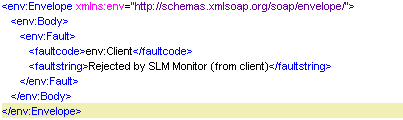 <env:Envelope xmlns:env="http://schemas.xmlsoap.org/soap/envelope/">
<env:Body>
<env:Fault>
<faultcode>env:Client</faultcode>
<faultstring>Rejected by SLM Monitor (from client)</faultstring>
</env:Fault>
</env:Body>
</env:Envelope>